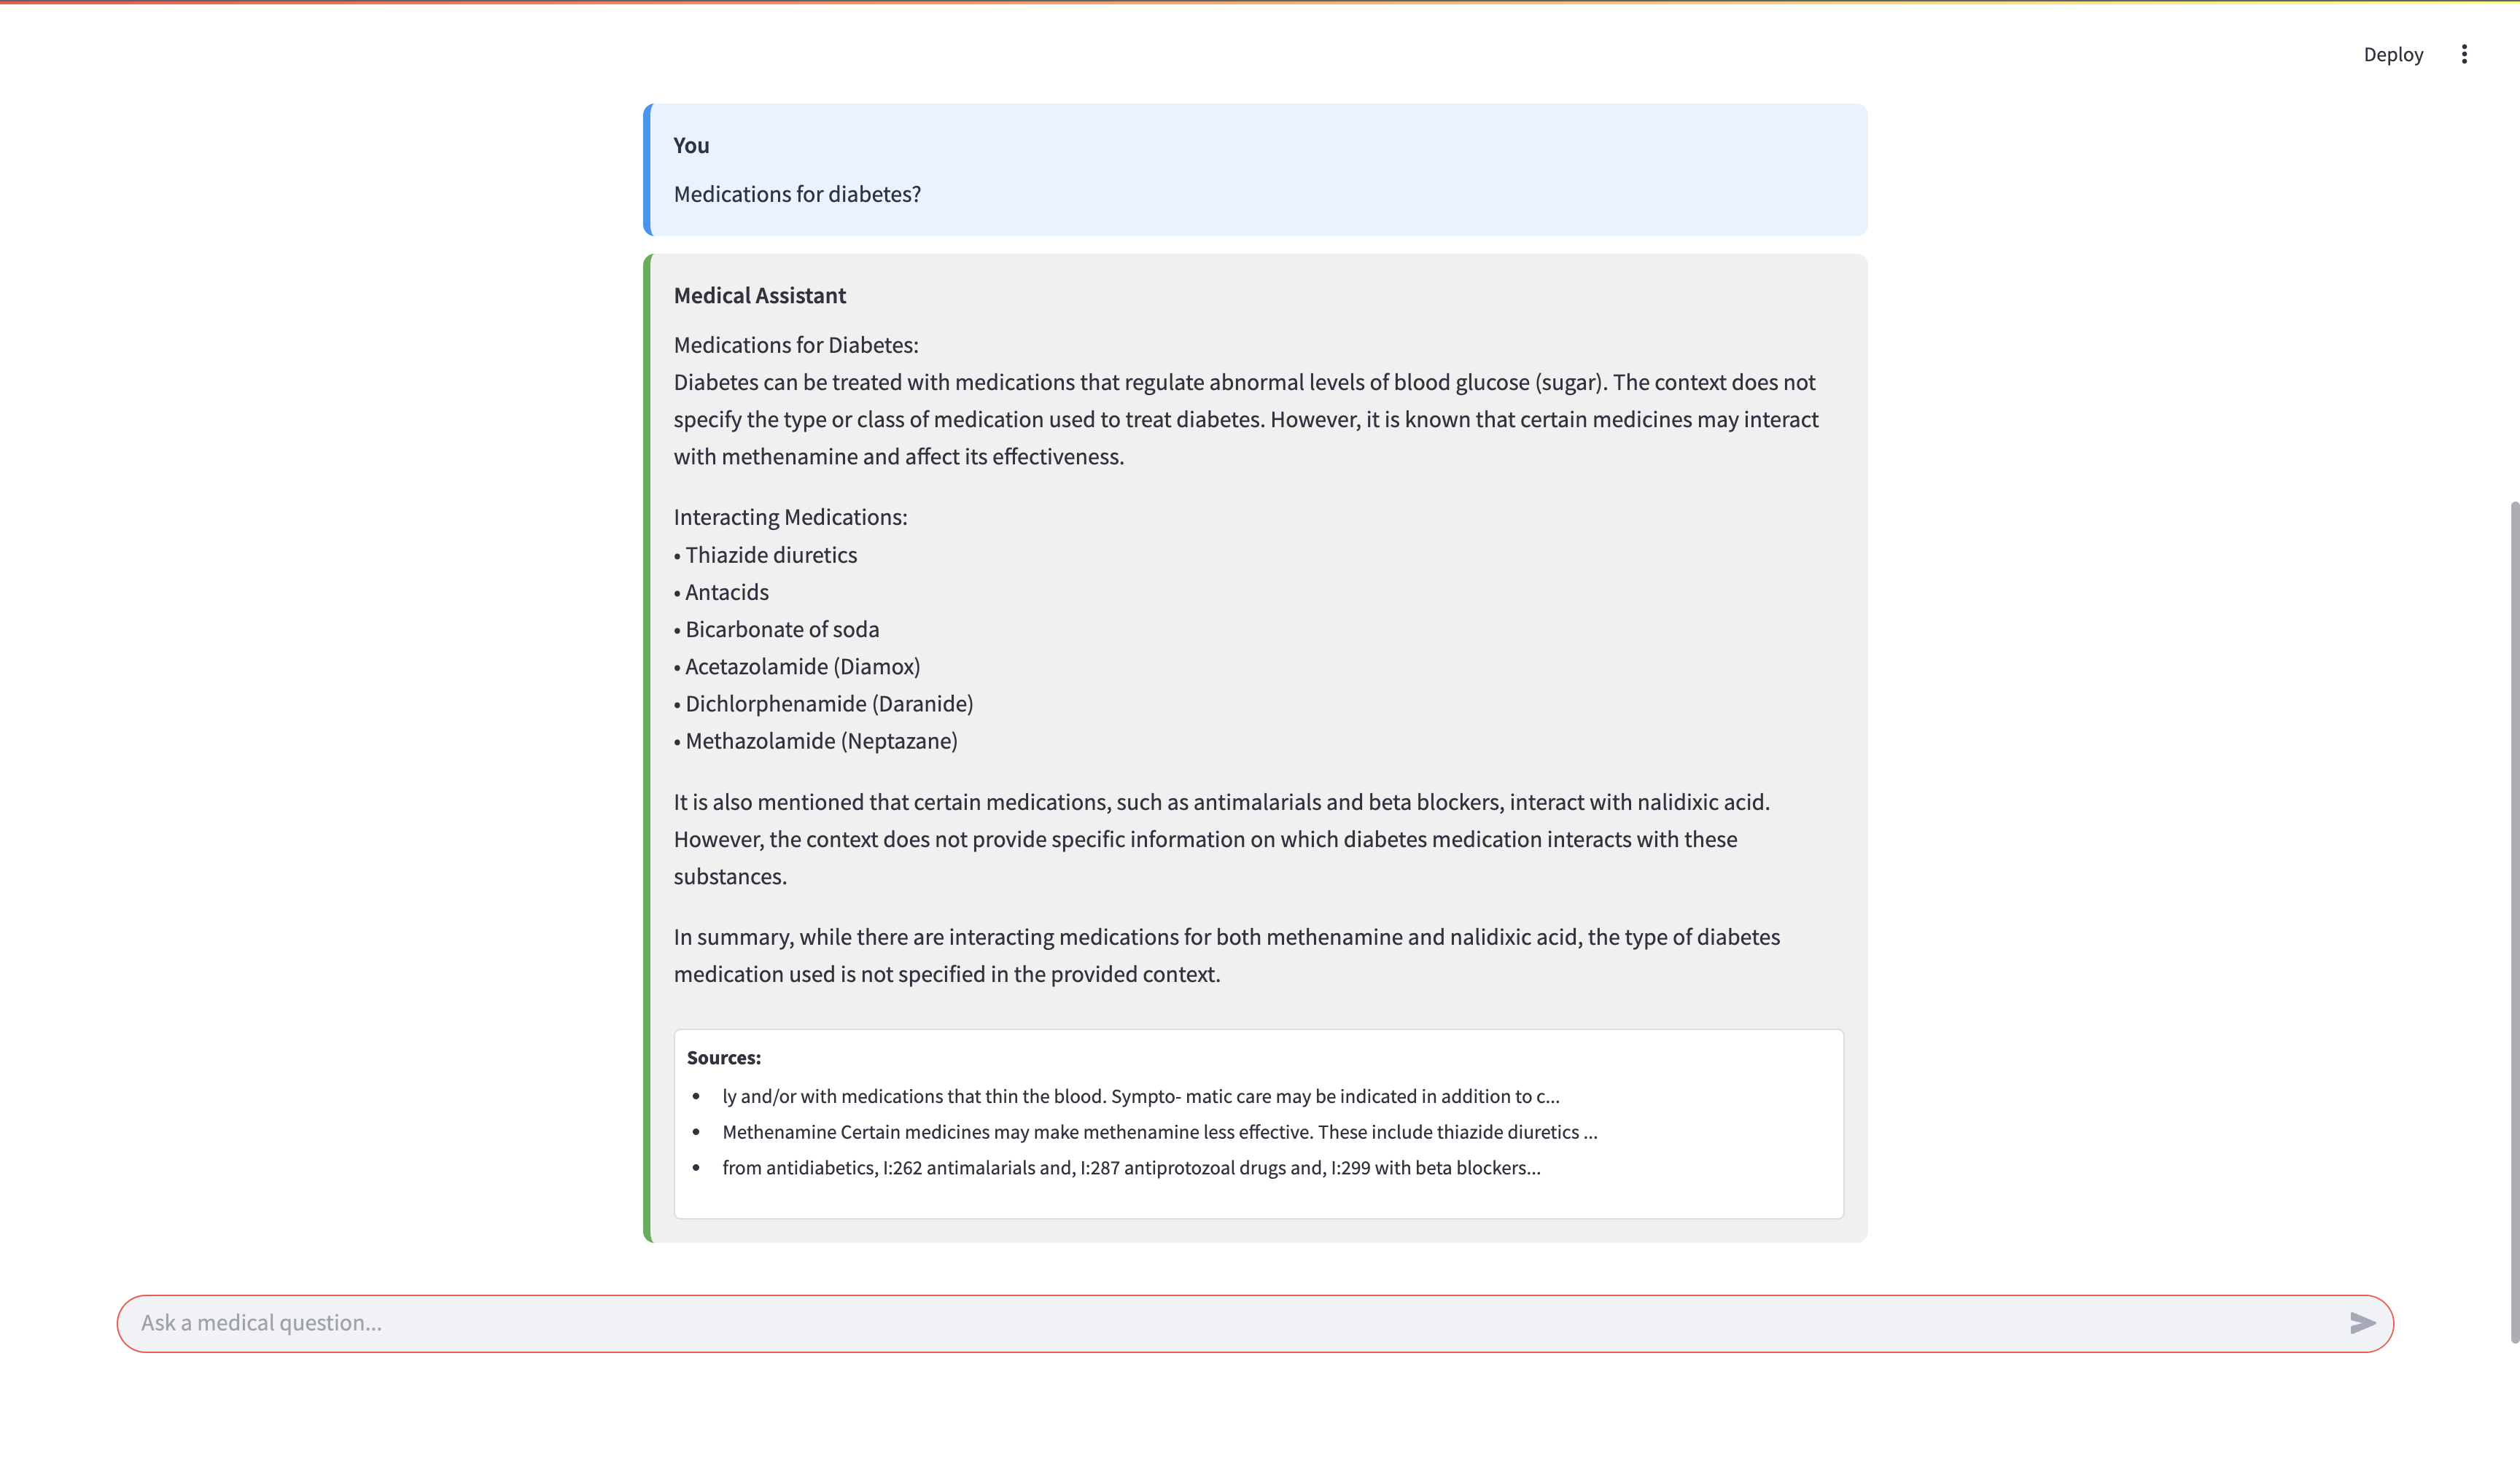 Deploy
You
Medications for diabetes?
Medical Assistant
Medications for Diabetes:
Diabetes can be treated with medications that regulate abnormal levels of blood glucose (sugar). The context does not
specify the type or class of medication used to treat diabetes. However, it is known that certain medicines may interact
with methenamine and affect its effectiveness.
Interacting Medications:
• Thiazide diuretics
• Antacids
• Bicarbonate of soda
• Acetazolamide (Diamox)
• Dichlorphenamide (Daranide)
• Methazolamide (Neptazane)
It is also mentioned that certain medications, such as antimalarials and beta blockers, interact with nalidixic acid.
However, the context does not provide specific information on which diabetes medication interacts with these
substances.
In summary, while there are interacting medications for both methenamine and nalidixic acid, the type of diabetes
medication used is not specified in the provided context.
Sources:
• ly and/or with medications that thin the blood. Sympto- matic care may be indicated in addition to c...
• Methenamine Certain medicines may make methenamine less effective. These include thiazide diuretics ...
• from antidiabetics, I:262 antimalarials and, I:287 antiprotozoal drugs and, I:299 with beta blockers...
Ask a medical question...